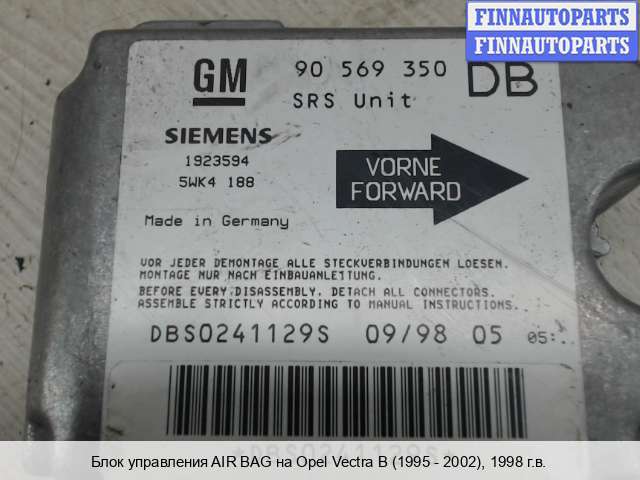 FINNAUTOPARTS
FINNAUTOPARTS
GM 90 569 350 DB
SRS Unit
SIEMENS
1923594
5WK4 188
VORNE
FORWARD
Made in Germany
VOR JEDER DEMONTAGE ALLE STECKVERBINDUNGEN LOESEN.
MONTAGE NUR NACH EINBAUANLEITUNG.
BEFORE EVERY DISASSEMBLY. DETACH ALL CONNECTORS.
ASSEMBLE STRICTLY ACCORDING TO MANUAL INSTRUCTIONS.
DBS0241129S 09/98 05 05:
*DBS0241129S*
Блок управления AIR BAG на Opel Vectra B (1995 - 2002), 1998 г.в.